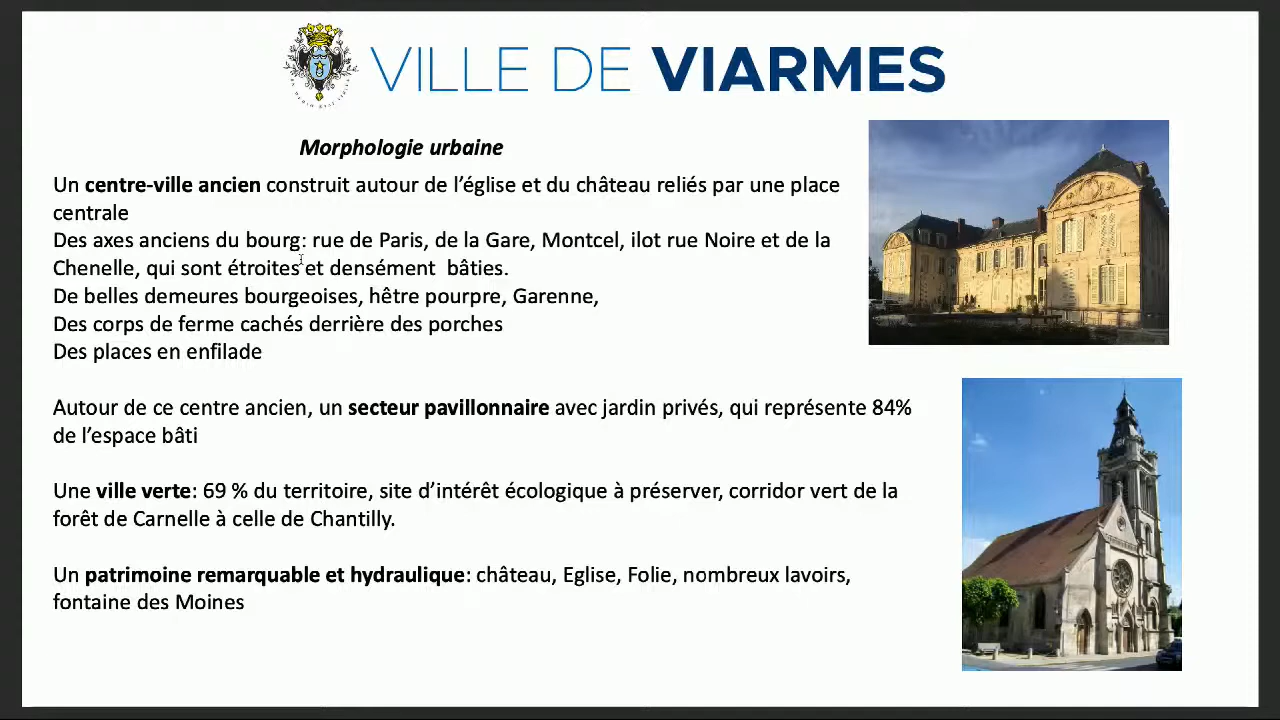 VILLE DE VIARMES
Morphologie urbaine
Un centre-ville ancien construit autour de l’église et du château reliés par une place
centrale
Des axes anciens du bourg: rue de Paris, de la Gare, Montcel, ilot rue Noire et de la
Chenelle, qui sont étroites et densément  bâties.
De belles demeures bourgeoises, hêtre pourpre, Garenne,
Des corps de ferme cachés derrière des porches
Des places en enfilade
Autour de ce centre ancien, un secteur pavillonnaire avec jardin privés, qui représente 84%
de l’espace bâti
Une ville verte: 69 % du territoire, site d’intérêt écologique à préserver, corridor vert de la
forêt de Carnelle à celle de Chantilly.
Un patrimoine remarquable et hydraulique: château, Eglise, Folie, nombreux lavoirs,
fontaine des Moines